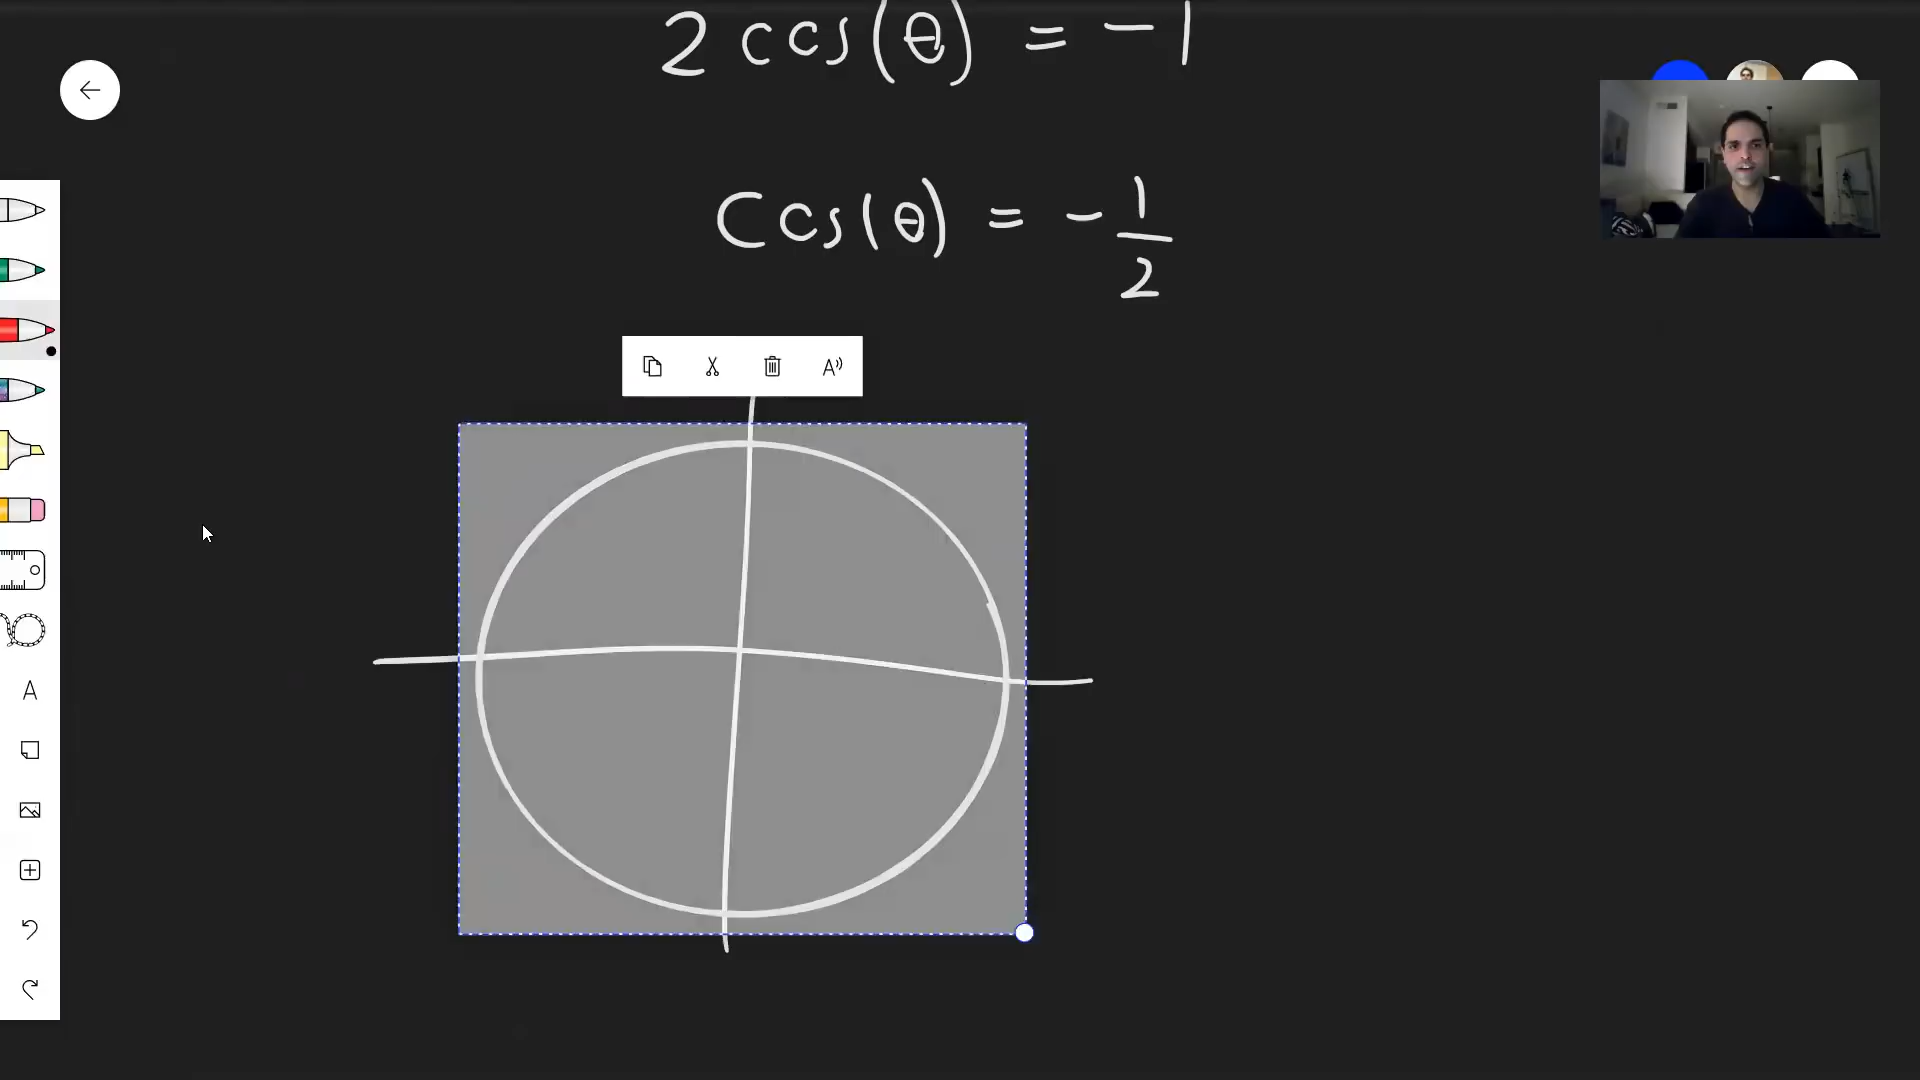 2 cos(θ) = -1
Cos(θ) = - 1/2
A
A